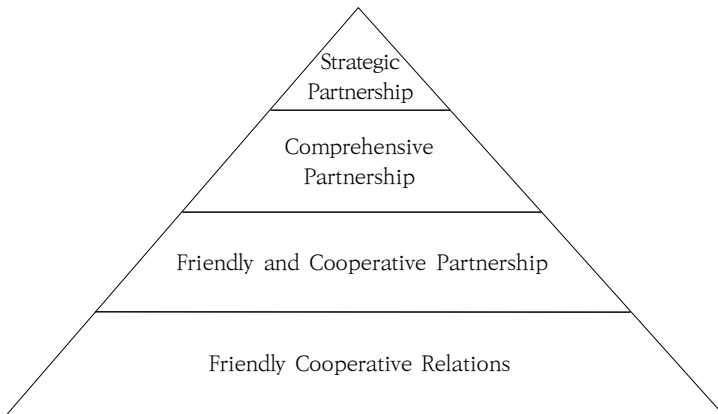 Strategic
Partnership
Comprehensive
Partnership
Friendly and Cooperative Partnership
Friendly Cooperative Relations